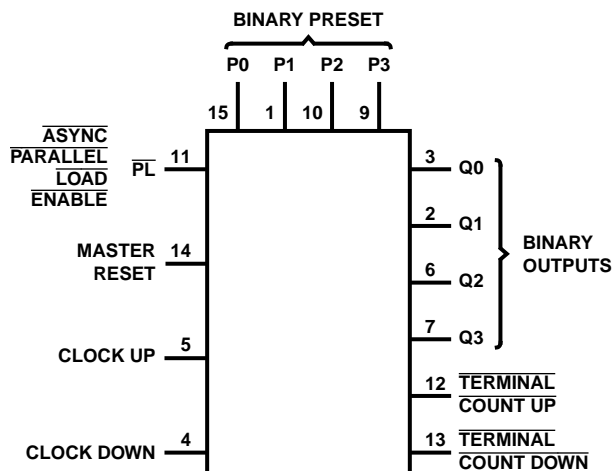 BINARY PRESET
P0 P1 P2 P3
15 1 10 9
ASYNC
PARALLEL
LOAD
ENABLE
PL 11
MASTER
RESET
14
CLOCK UP 5
CLOCK DOWN 4
3 Q0
2 Q1
6 Q2
7 Q3
BINARY
OUTPUTS
12 TERMINAL
COUNT UP
13 TERMINAL
COUNT DOWN